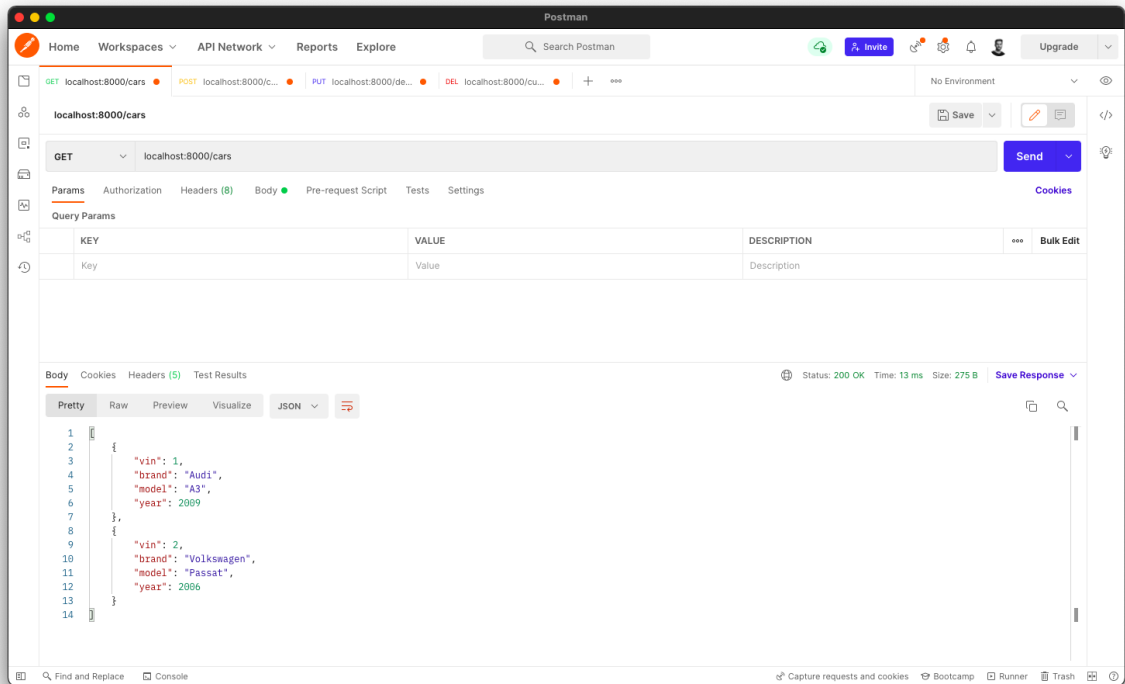 Postman
Home Workspaces API Network Reports Explore Search Postman Invite Upgrade
GET localhost:8000/cars POST localhost:8000/c... PUT localhost:8000/de... DEL localhost:8000/cu... No Environment
localhost:8000/cars Save
GET localhost:8000/cars Send
Params Authorization Headers (8) Body Pre-request Script Tests Settings Cookies
Query Params
KEY VALUE DESCRIPTION Bulk Edit
Key Value Description
Body Cookies Headers (5) Test Results Status: 200 OK Time: 13 ms Size: 275 B Save Response
Pretty Raw Preview Visualize JSON
1 [
2 {
3 "vin": 1,
4 "brand": "Audi",
5 "model": "A3",
6 "year": 2009
7 },
8 {
9 "vin": 2,
10 "brand": "Volkswagen",
11 "model": "Passat",
12 "year": 2006
13 }
14 ]
Find and Replace Console Capture requests and cookies Bootcamp Runner Trash